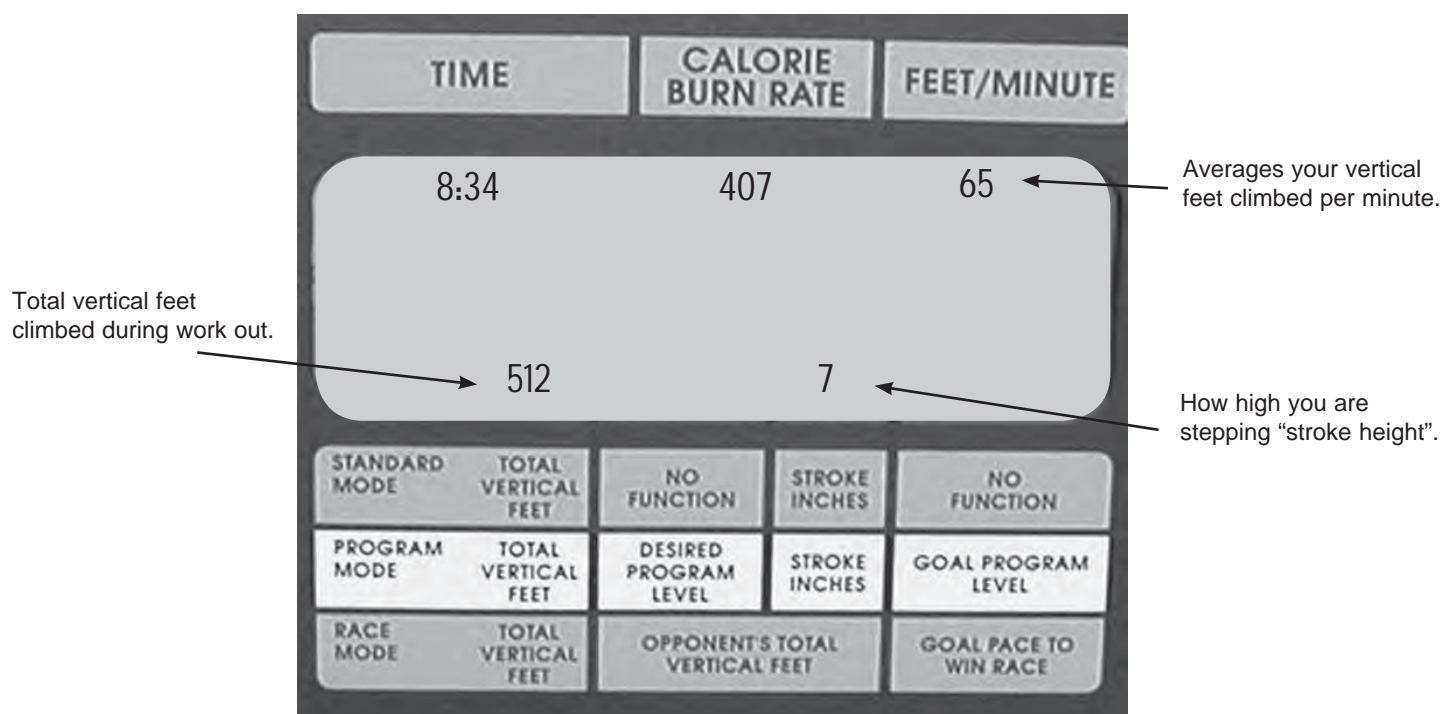 TIME
CALORIE
BURN RATE
FEET/MINUTE
8:34
407
65
Averages your vertical
feet climbed per minute.
Total vertical feet
climbed during work out.
512
7
How high you are
stepping “stroke height”.
STANDARD
MODE
TOTAL
VERTICAL
FEET
NO
FUNCTION
STROKE
INCHES
NO
FUNCTION
PROGRAM
MODE
TOTAL
VERTICAL
FEET
DESIRED
PROGRAM
LEVEL
STROKE
INCHES
GOAL PROGRAM
LEVEL
RACE
MODE
TOTAL
VERTICAL
FEET
OPPONENT'S TOTAL
VERTICAL FEET
GOAL PACE TO
WIN RACE